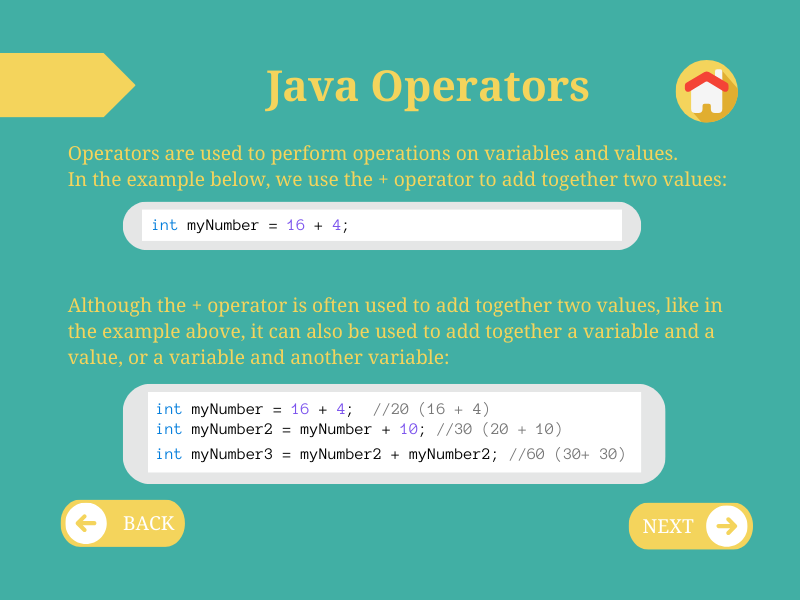 Java Operators
Operators are used to perform operations on variables and values.
In the example below, we use the + operator to add together two values:
int myNumber = 16 + 4;
Although the + operator is often used to add together two values, like in
the example above, it can also be used to add together a variable and a
value, or a variable and another variable:
int myNumber = 16 + 4;  //20 (16 + 4)
int myNumber2 = myNumber + 10; //30 (20 + 10)
int myNumber3 = myNumber2 + myNumber2; //60 (30+ 30)
BACK
NEXT